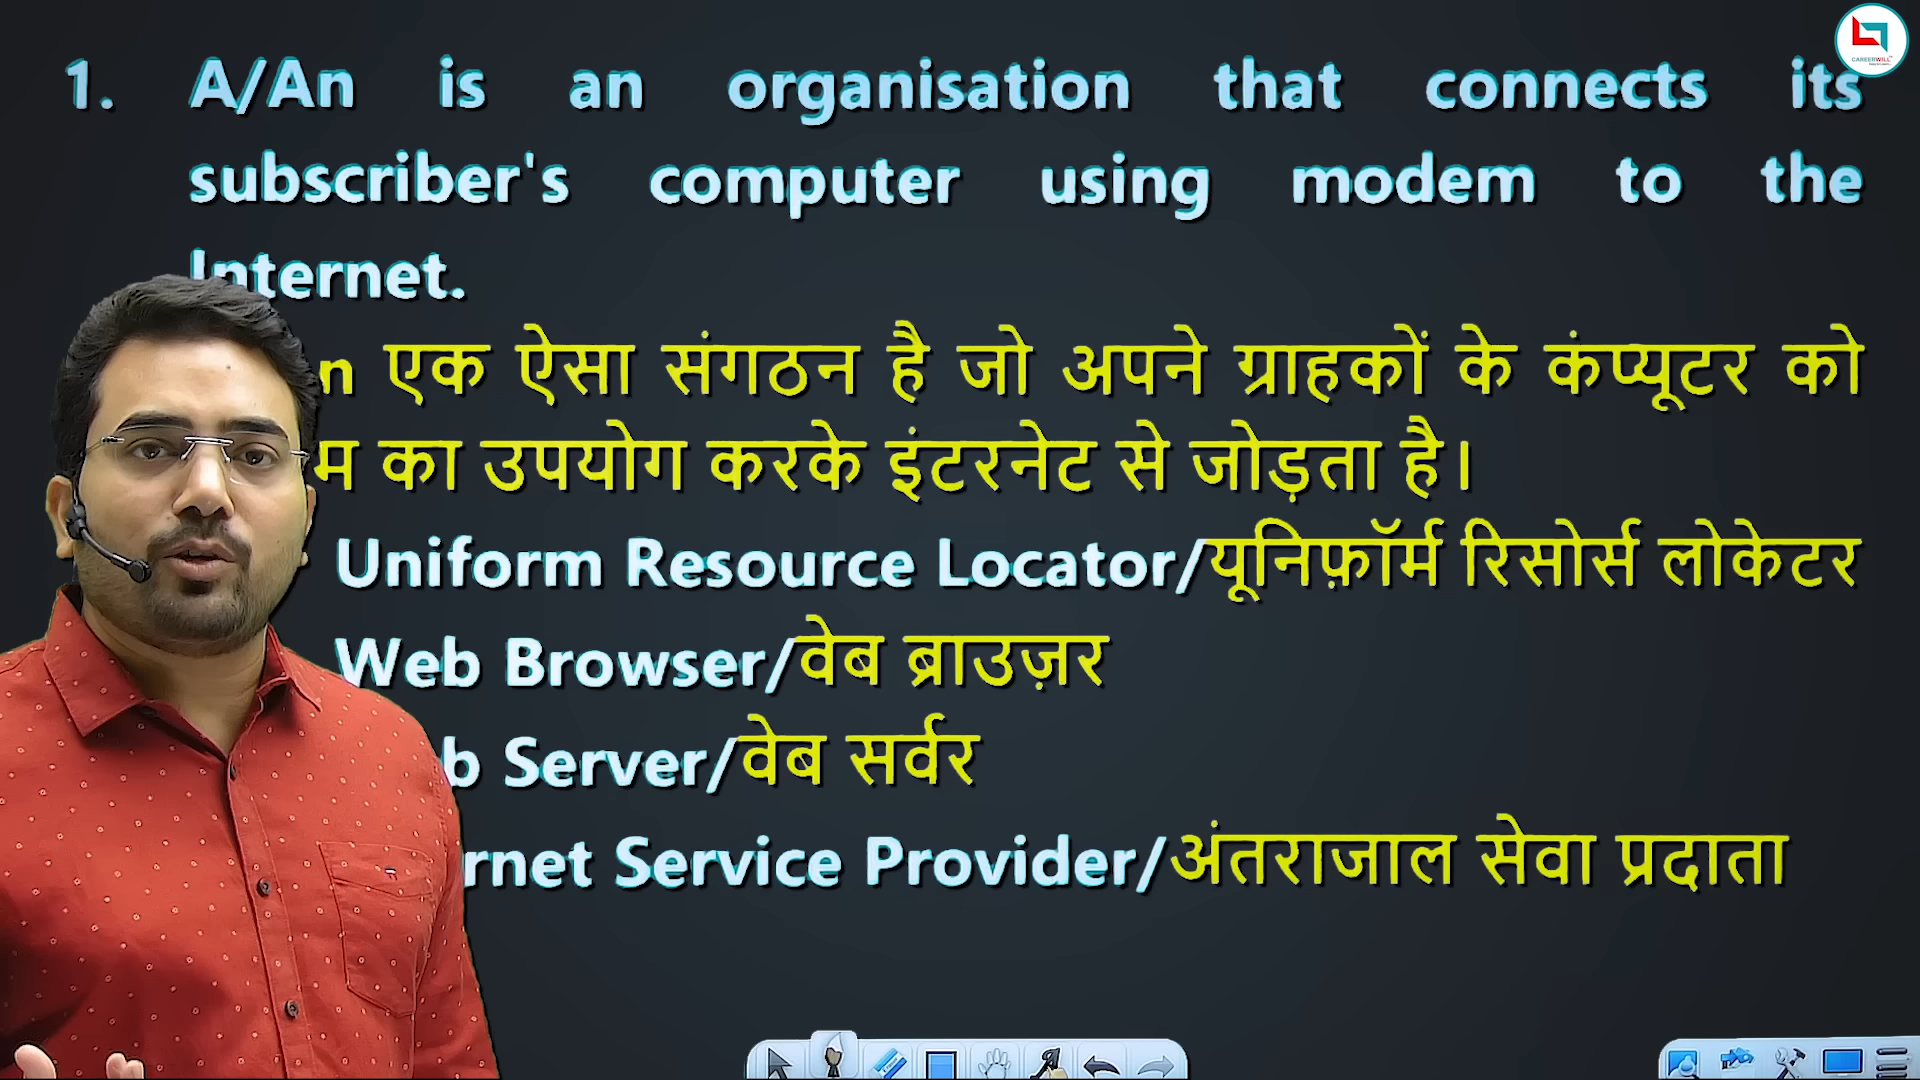 1. A/An is an organisation that connects its
subscriber's computer using modem to the
Internet.
एक ऐसा संगठन है जो अपने ग्राहकों के कंप्यूटर को
का उपयोग करके इंटरनेट से जोड़ता है।
Uniform Resource Locator/यूनिफ़ॉर्म रिसोर्स लोकेटर
Web Browser/वेब ब्राउज़र
Server/वेब सर्वर
Service Provider/अंतराजाल सेवा प्रदाता
CAREERWILL